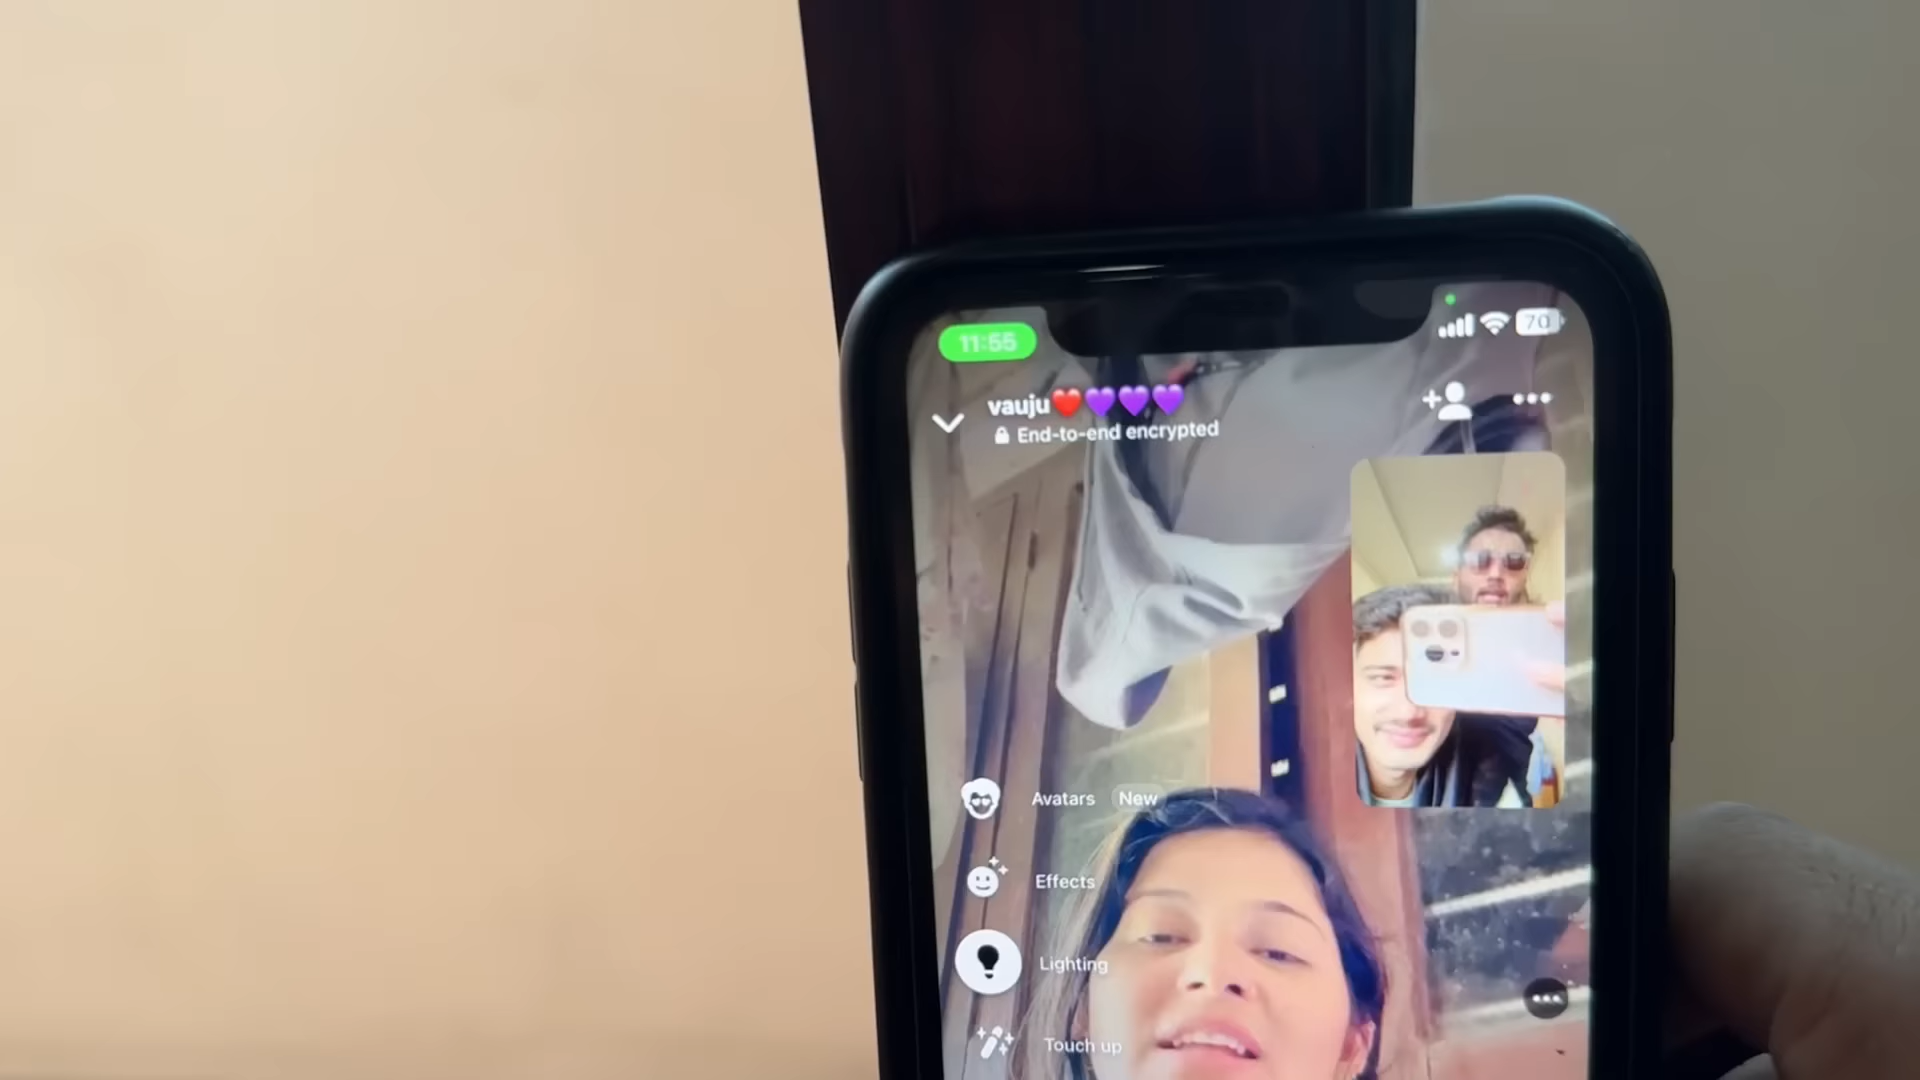 11:55
70
vauju❤️💜💜💜
End-to-end encrypted
Avatars New
Effects
Lighting
Touch up